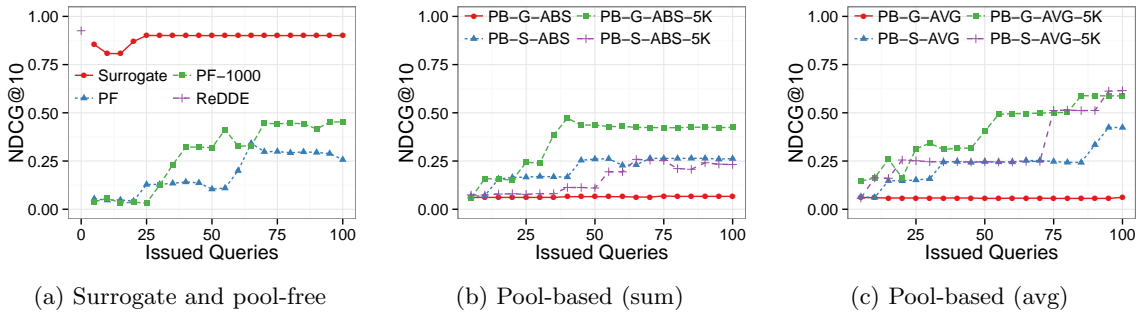 NDCG@10
1.00
0.75
0.50
0.25
0.00
Surrogate
PF−1000
PF
ReDDE
0 25 50 75 100
Issued Queries
(a) Surrogate and pool-free
NDCG@10
1.00
0.75
0.50
0.25
0.00
PB−G−ABS
PB−G−ABS−5K
PB−S−ABS
PB−S−ABS−5K
25 50 75 100
Issued Queries
(b) Pool-based (sum)
NDCG@10
1.00
0.75
0.50
0.25
0.00
PB−G−AVG
PB−G−AVG−5K
PB−S−AVG
PB−S−AVG−5K
25 50 75 100
Issued Queries
(c) Pool-based (avg)